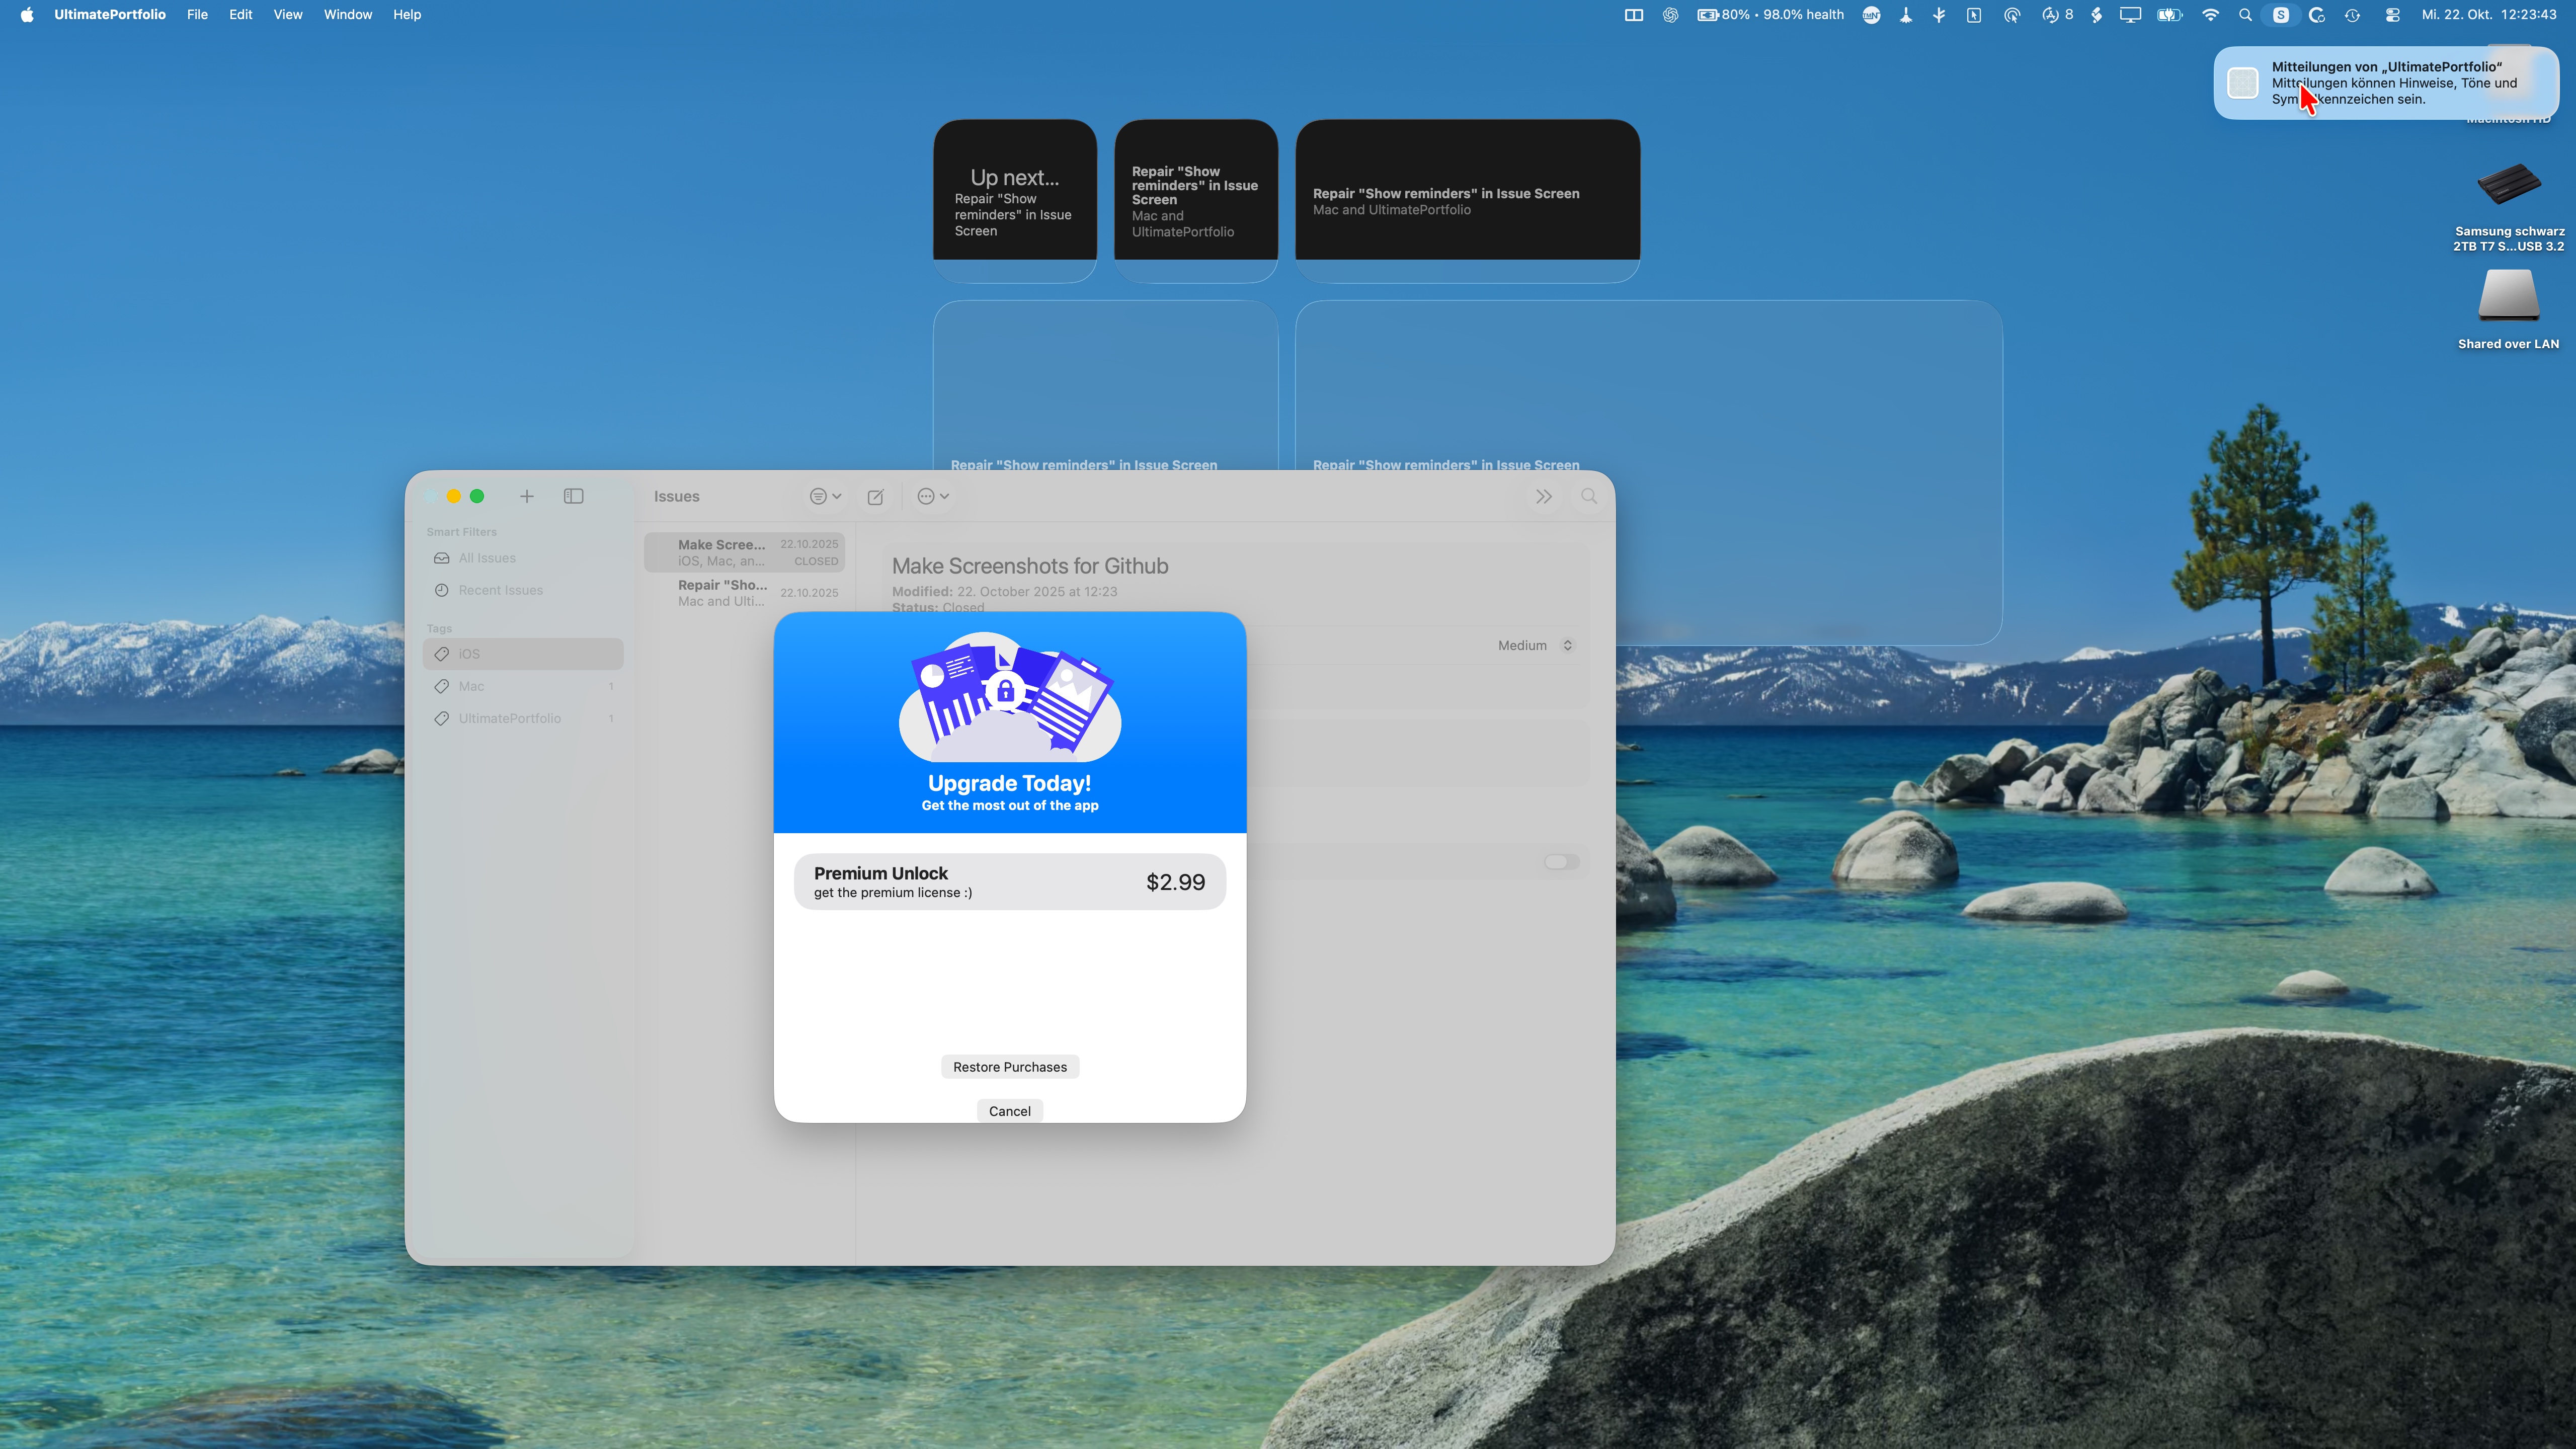 UltimatePortfolio File Edit View Window Help
80% • 98.0% health
8
S
Mi. 22. Okt. 12:23:43
Mitteilungen von „UltimatePortfolio“
Mitteilungen können Hinweise, Töne und
kennzeichen sein.
Macintosh HD
Samsung schwarz
2TB T7 S...USB 3.2
Shared over LAN
Up next...
Repair "Show
reminders" in Issue
Screen
Repair "Show
reminders" in Issue
Screen
Mac and
UltimatePortfolio
Repair "Show reminders" in Issue Screen
Mac and UltimatePortfolio
Repair "Show reminders" in Issue Screen
Repair "Show reminders" in Issue Screen
Smart Filters
All Issues
Recent Issues
Tags
iOS
Mac 1
UltimatePortfolio 1
Issues
Make Scree... 22.10.2025
iOS, Mac, an... CLOSED
Repair "Sho... 22.10.2025
Mac and Ulti...
Make Screenshots for Github
Modified: 22. October 2025 at 12:23
Status: Closed
Medium
Upgrade Today!
Get the most out of the app
Premium Unlock
get the premium license :)
$2.99
Restore Purchases
Cancel